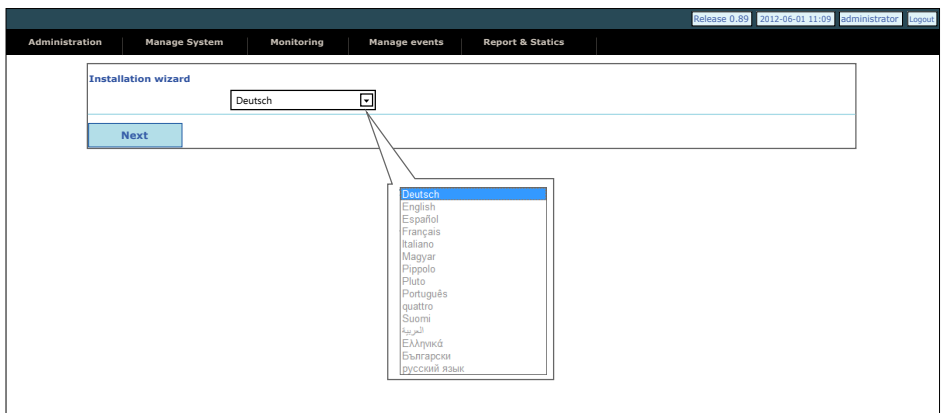 Release 0.89 2012-06-01 11:09 administrator Logout
Administration Manage System Monitoring Manage events Report & Statics
Installation wizard
Deutsch
Next
Deutsch
English
Español
Français
Italiano
Magyar
Pippolo
Pluto
Português
quattro
Suomi
العربية
Ελληνικά
Български
русский язык